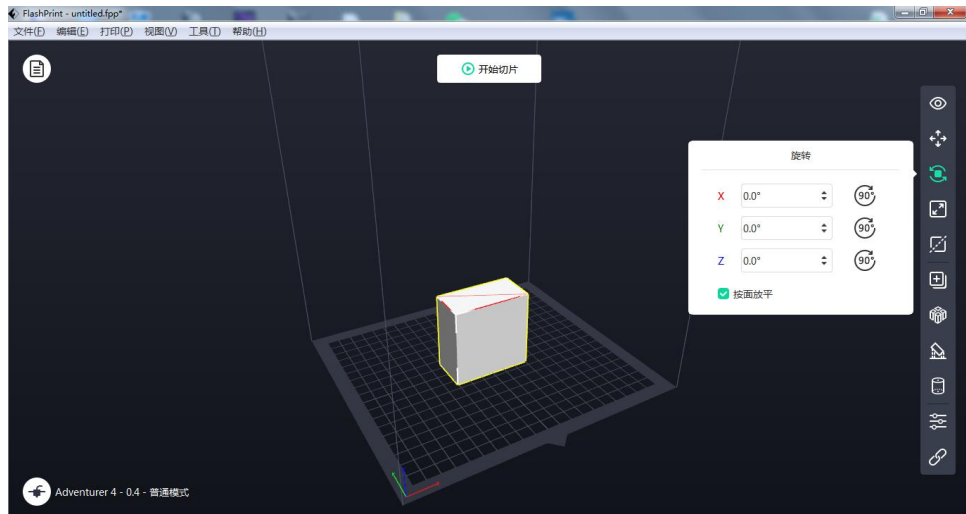 FlashPrint - untitled.fpp*
文件(F) 编辑(E) 打印(P) 视图(V) 工具(T) 帮助(H)
开始切片
旋转
X 0.0° 90°
Y 0.0° 90°
Z 0.0° 90°
按面放平
Adventurer 4 - 0.4 - 普通模式